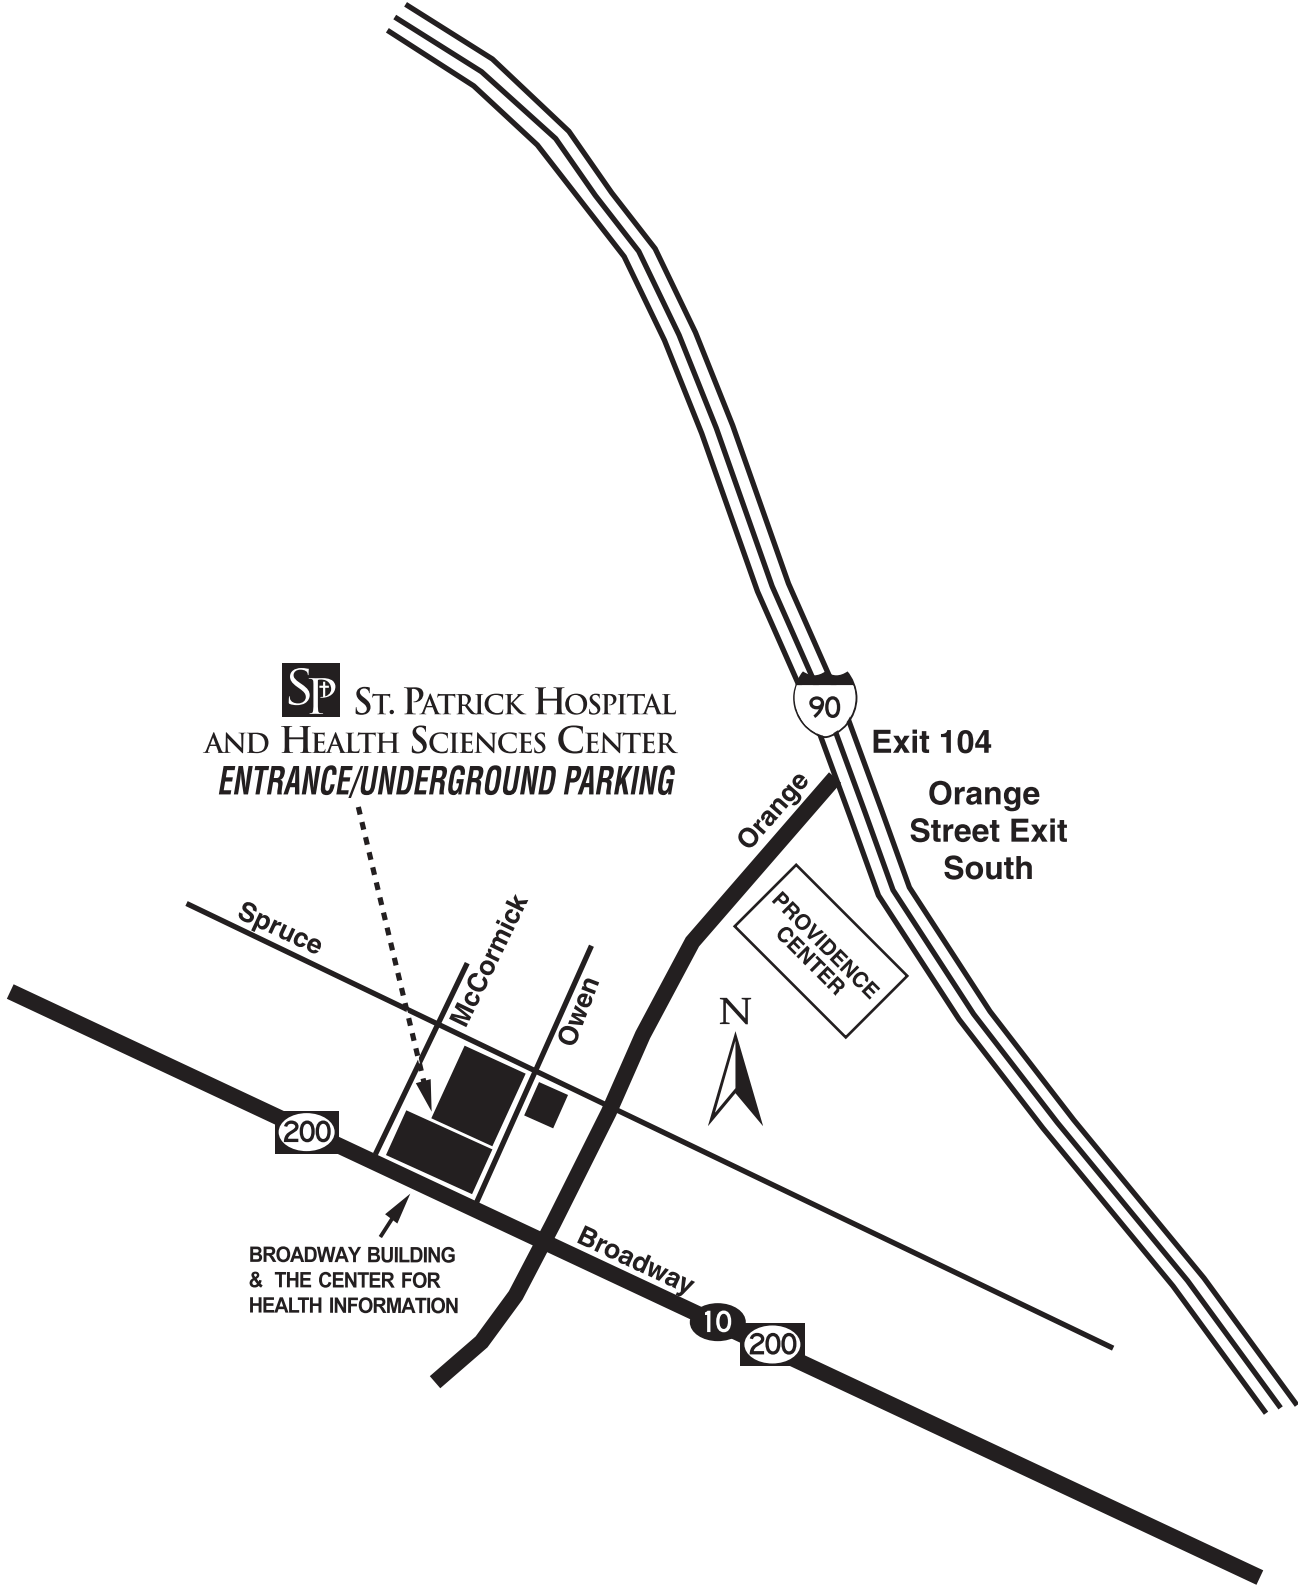 90
SP ST. PATRICK HOSPITAL
AND HEALTH SCIENCES CENTER
ENTRANCE/UNDERGROUND PARKING
Exit 104
Orange
Street Exit
South
Orange
PROVIDENCE
CENTER
Spruce
McCormick
Owen
N
200
BROADWAY BUILDING
& THE CENTER FOR
HEALTH INFORMATION
Broadway
10
200